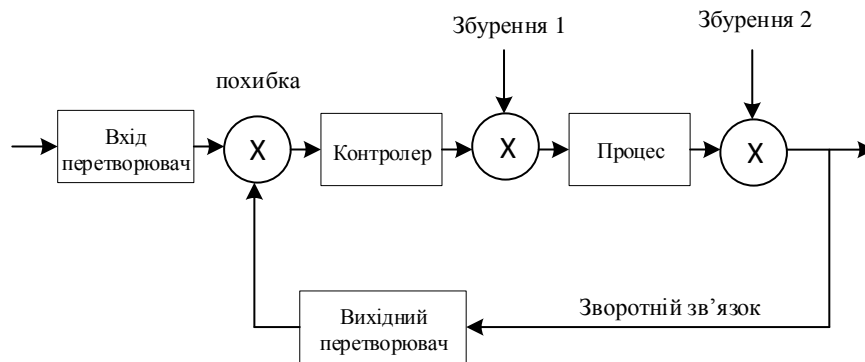 Збурення 1
Збурення 2
похибка
Вхід
перетворювач
X
Контролер
X
Процес
X
Зворотній зв’язок
Вихідний
перетворювач